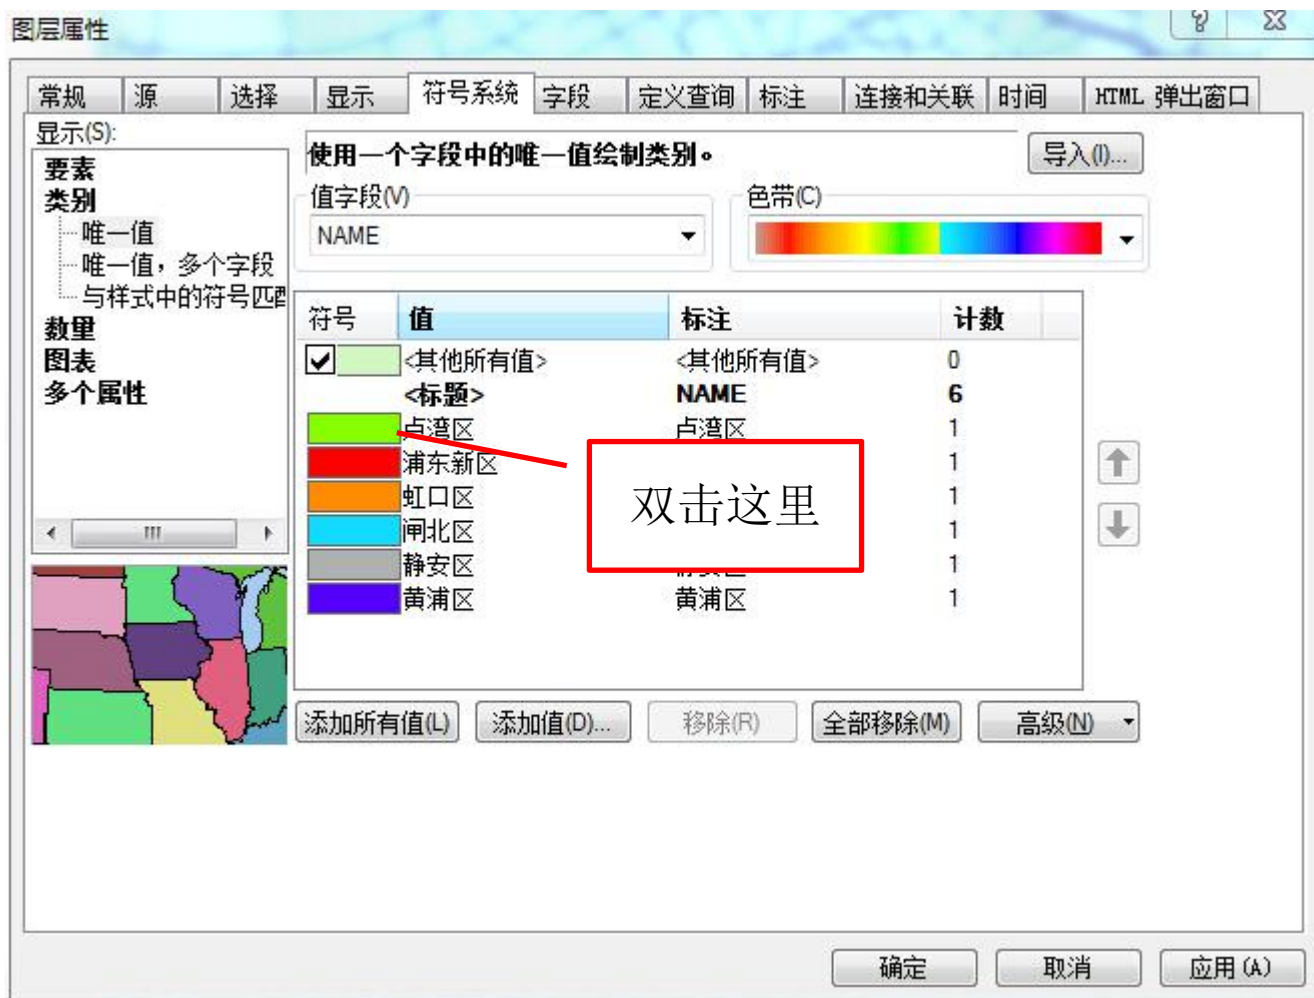 图层属性
常规 源 选择 显示 符号系统 字段 定义查询 标注 连接和关联 时间 HTML 弹出窗口
显示(S):
要素
类别
唯一值
唯一值，多个字段
与样式中的符号匹配
数量
图表
多个属性
使用一个字段中的唯一值绘制类别。
导入(I)...
值字段(V)
NAME
色带(C)
符号 值 标注 计数
<其他所有值> <其他所有值> 0
<标题> NAME 6
卢湾区 卢湾区 1
浦东新区 1
虹口区 1
闸北区 1
静安区 静安区 1
黄浦区 黄浦区 1
双击这里
添加所有值(L) 添加值(D)... 移除(R) 全部移除(M) 高级(N)
确定 取消 应用(A)